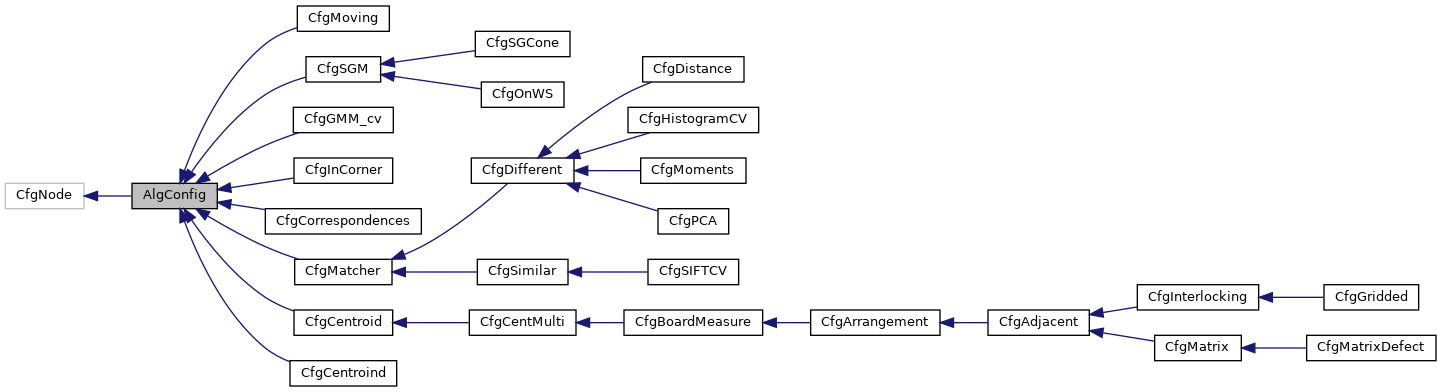 CfgMoving
CfgSGCone
CfgSGM
CfgDistance
CfgOnWS
CfgGMM_cv
CfgHistogramCV
CfgInCorner
CfgDifferent
CfgMoments
CfgNode
AlgConfig
CfgCorrespondences
CfgPCA
CfgMatcher
CfgSimilar
CfgSIFTCV
CfgInterlocking
CfgGridded
CfgCentroid
CfgCentMulti
CfgBoardMeasure
CfgArrangement
CfgAdjacent
CfgMatrix
CfgMatrixDefect
CfgCentroind